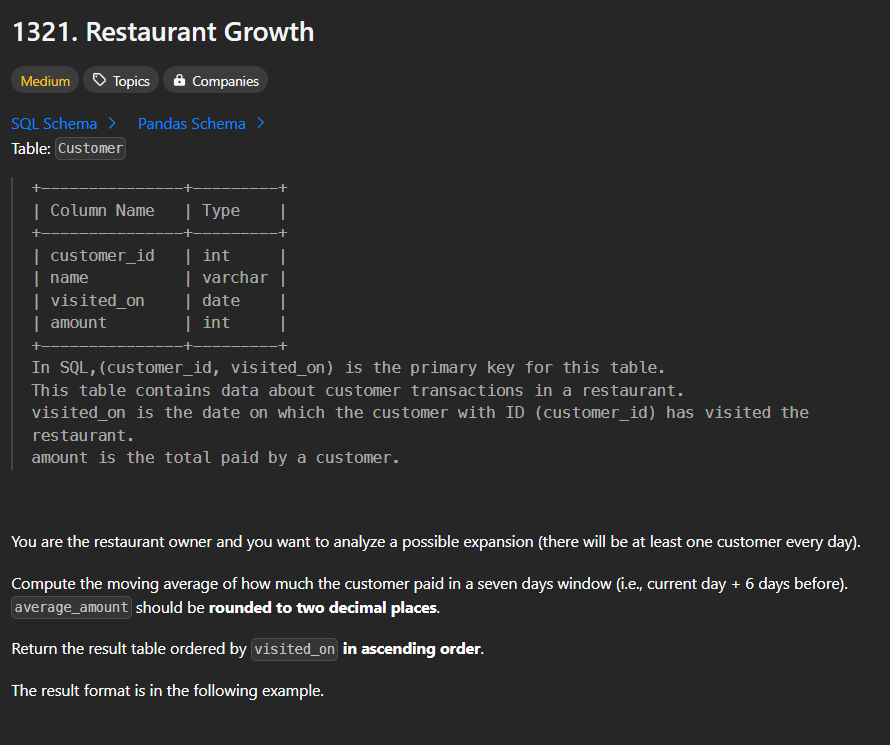 1321. Restaurant Growth
Medium Topics Companies
SQL Schema > Pandas Schema >
Table: Customer
+---------------+---------+
| Column Name   | Type    |
+---------------+---------+
| customer_id   | int     |
| name          | varchar |
| visited_on    | date    |
| amount        | int     |
+---------------+---------+
In SQL,(customer_id, visited_on) is the primary key for this table.
This table contains data about customer transactions in a restaurant.
visited_on is the date on which the customer with ID (customer_id) has visited the
restaurant.
amount is the total paid by a customer.
You are the restaurant owner and you want to analyze a possible expansion (there will be at least one customer every day).
Compute the moving average of how much the customer paid in a seven days window (i.e., current day + 6 days before).
average_amount should be rounded to two decimal places.
Return the result table ordered by visited_on in ascending order.
The result format is in the following example.